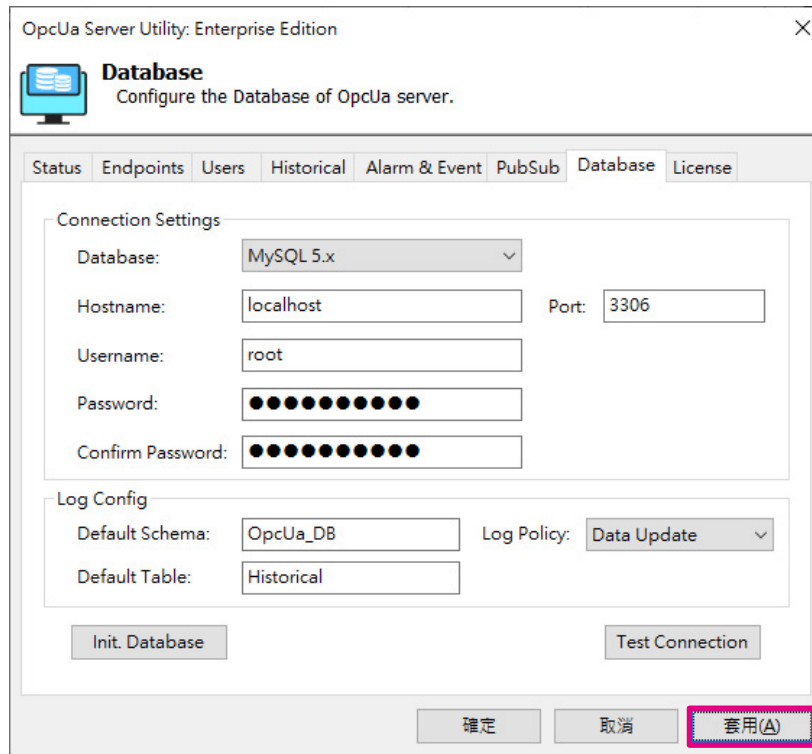 OpcUa Server Utility: Enterprise Edition
Database
Configure the Database of OpcUa server.
Status Endpoints Users Historical Alarm & Event PubSub Database License
Connection Settings
Database: MySQL 5.x
Hostname: localhost Port: 3306
Username: root
Password: ●●●●●●●●●●
Confirm Password: ●●●●●●●●●●
Log Config
Default Schema: OpcUa_DB Log Policy: Data Update
Default Table: Historical
Init. Database Test Connection
確定 取消 套用(A)